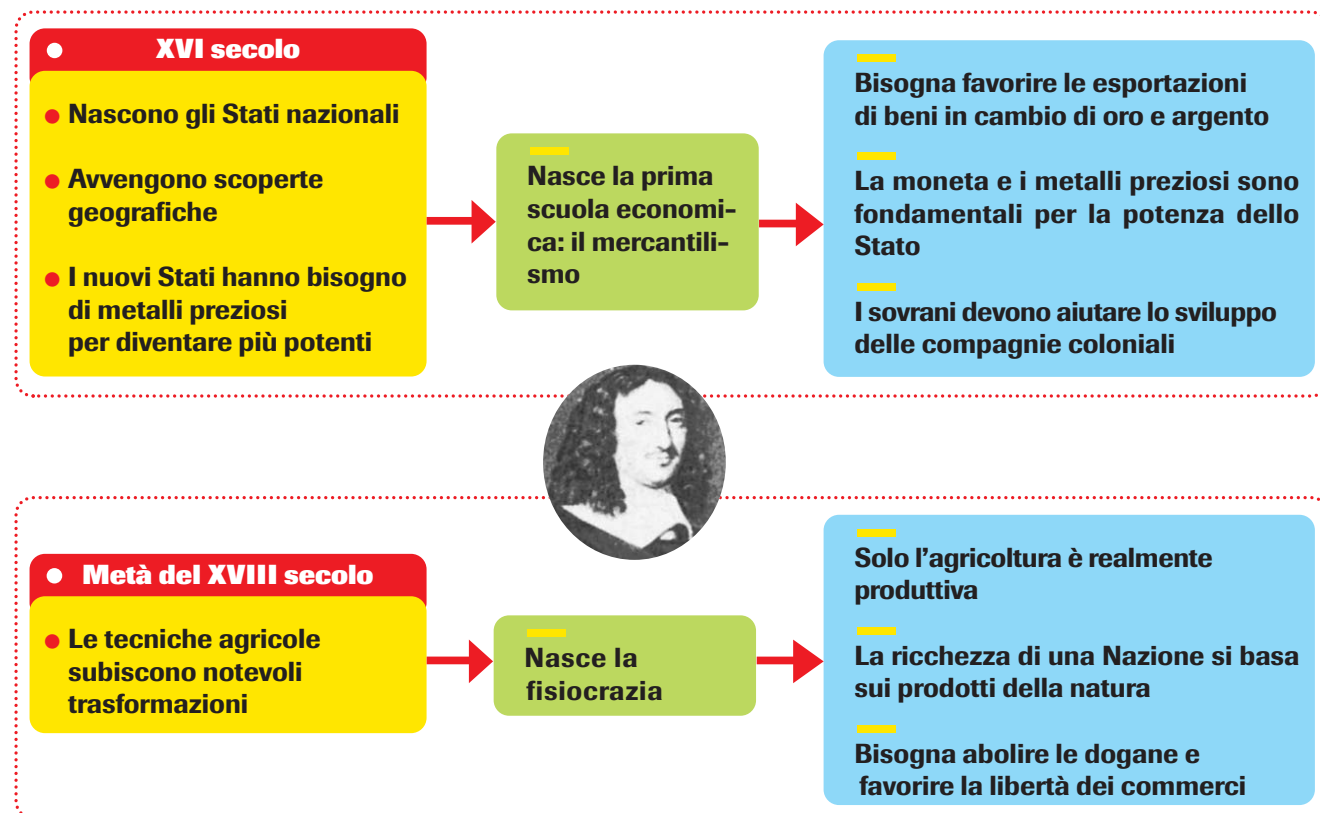 XVI secolo
Nascono gli Stati nazionali
Avvengono scoperte
geografiche
I nuovi Stati hanno bisogno
di metalli preziosi
per diventare più potenti
Nasce la prima
scuola economi-
ca: il mercantili-
smo
Bisogna favorire le esportazioni
di beni in cambio di oro e argento
La moneta e i metalli preziosi sono
fondamentali per la potenza dello
Stato
I sovrani devono aiutare lo sviluppo
delle compagnie coloniali
Metà del XVIII secolo
Le tecniche agricole
subiscono notevoli
trasformazioni
Nasce la
fisiocrazia
Solo l’agricoltura è realmente
produttiva
La ricchezza di una Nazione si basa
sui prodotti della natura
Bisogna abolire le dogane e
favorire la libertà dei commerci